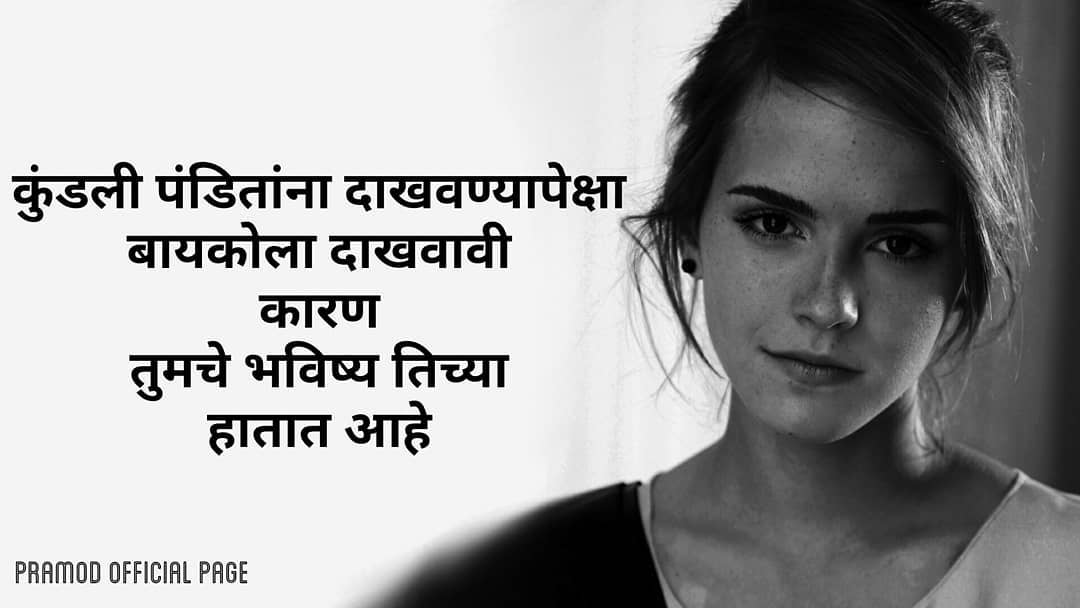 कुंडली पंडितांना दाखवण्यापेक्षा
बायकोला दाखवावी
कारण
तुमचे भविष्य तिच्या
हातात आहे
PRAMOD OFFICIAL PAGE